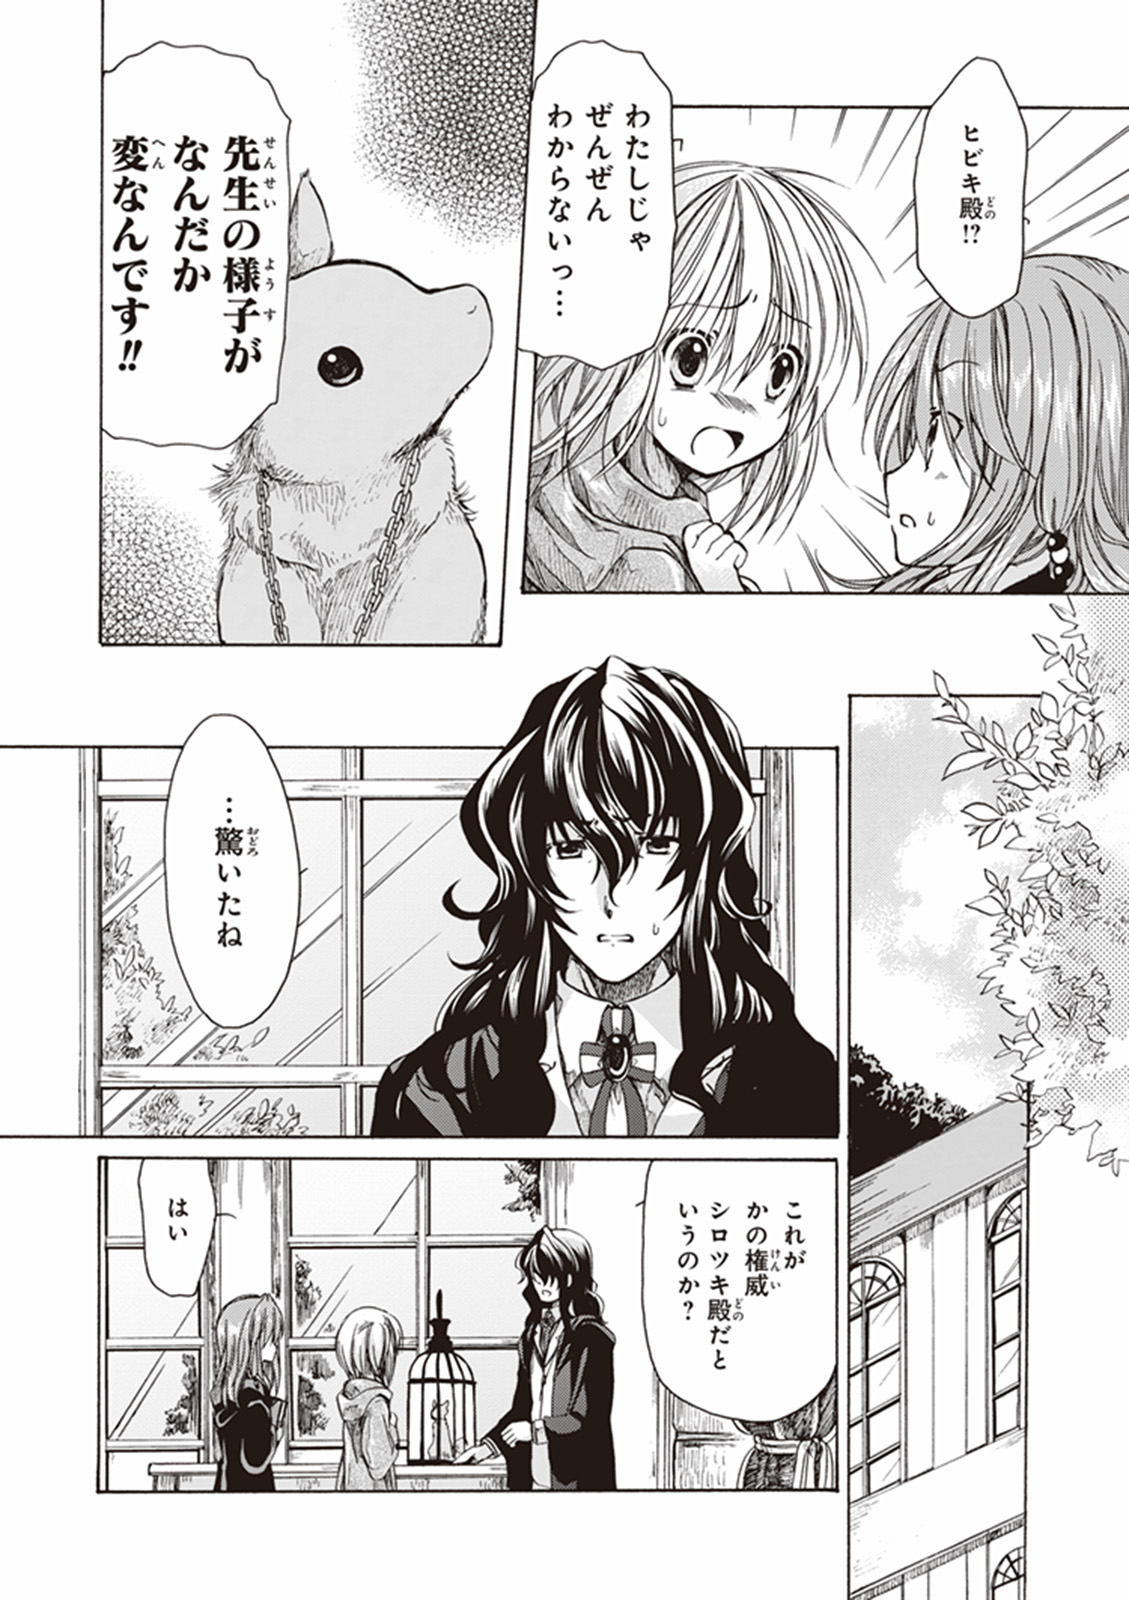 ヒビキ殿!?
わたしじゃ
ぜんぜん
わからないっ…
先生の様子が
なんだか
変なんです!!
…驚いたね
これが
かの権威
シロツキ殿だと
いうのか?
はい